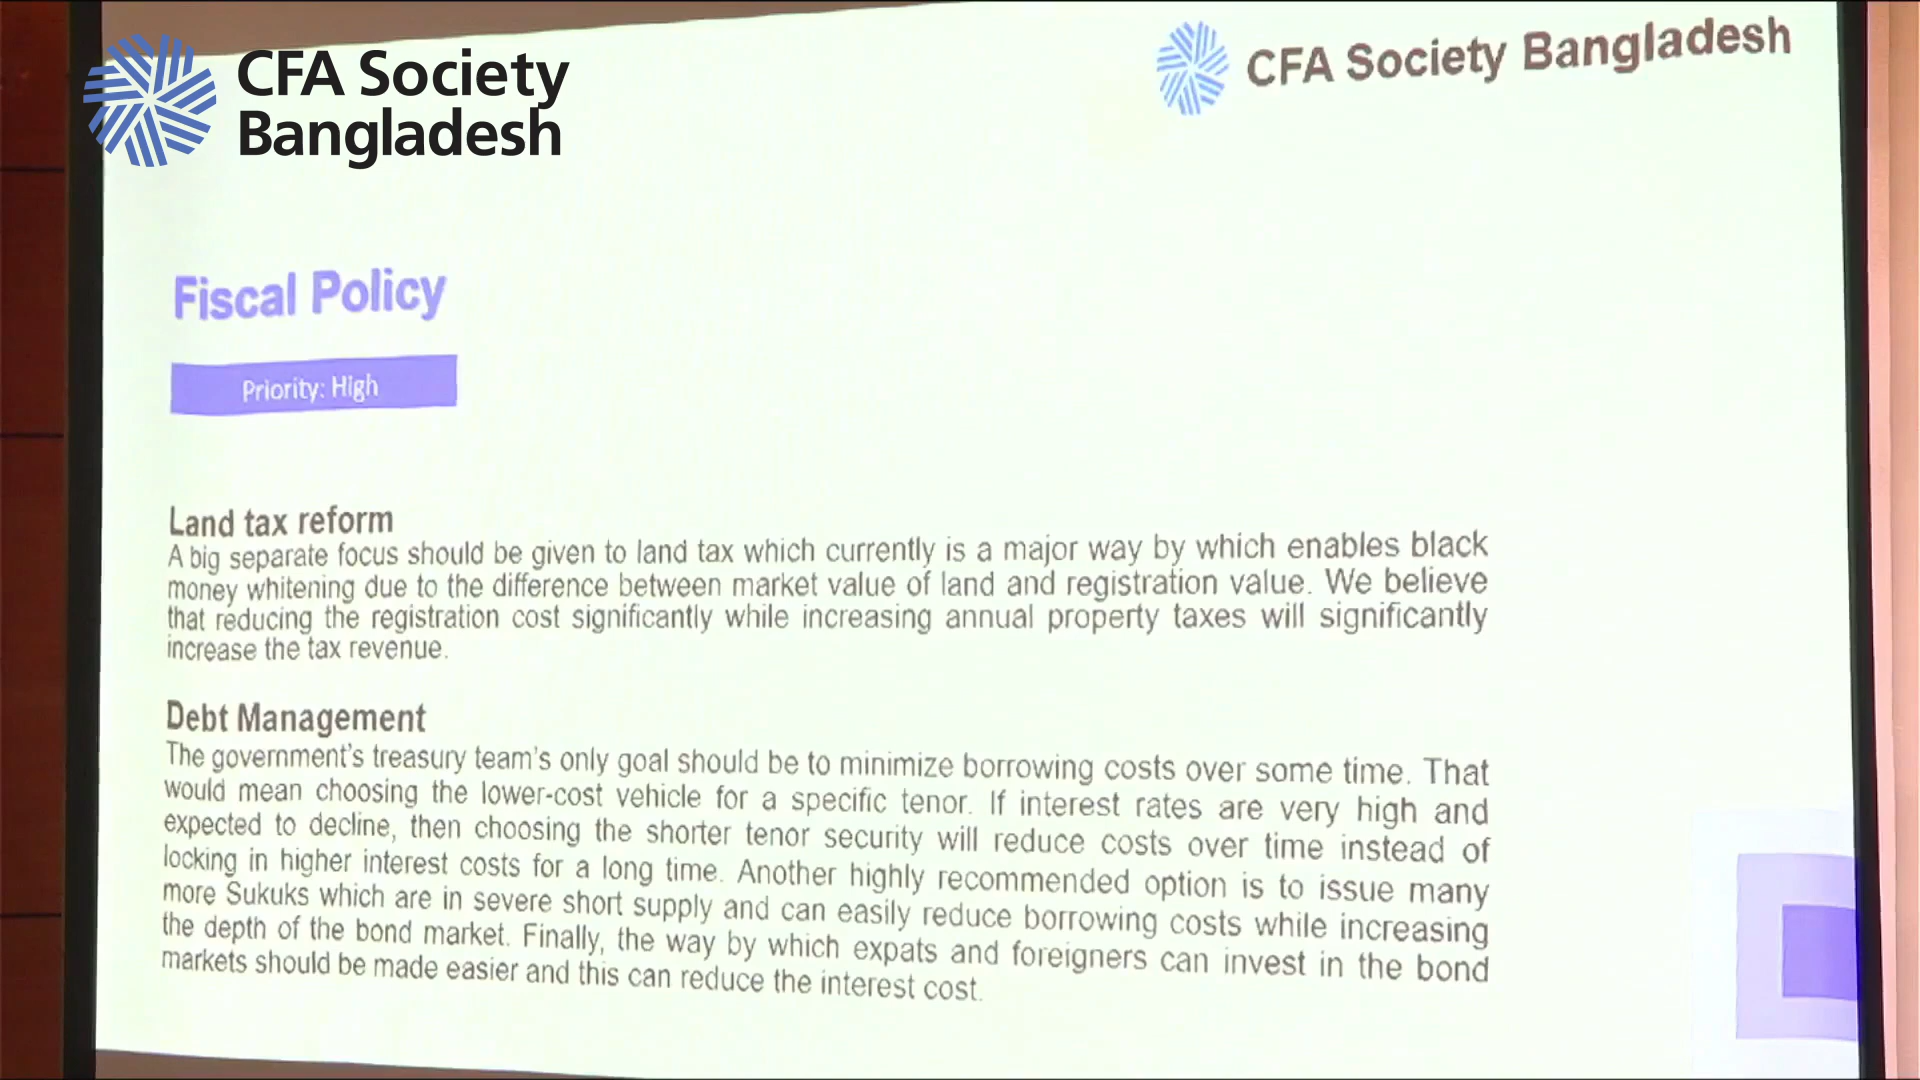 CFA Society
Bangladesh
CFA Society Bangladesh
Fiscal Policy
Priority: High
Land tax reform
A big separate focus should be given to land tax which currently is a major way by which enables black
money whitening due to the difference between market value of land and registration value. We believe
that reducing the registration cost significantly while increasing annual property taxes will significantly
increase the tax revenue.
Debt Management
The government's treasury team's only goal should be to minimize borrowing costs over some time. That
would mean choosing the lower-cost vehicle for a specific tenor. If interest rates are very high and
expected to decline, then choosing the shorter tenor security will reduce costs over time instead of
locking in higher interest costs for a long time. Another highly recommended option is to issue many
more Sukuks which are in severe short supply and can easily reduce borrowing costs while increasing
the depth of the bond market. Finally, the way by which expats and foreigners can invest in the bond
markets should be made easier and this can reduce the interest cost.